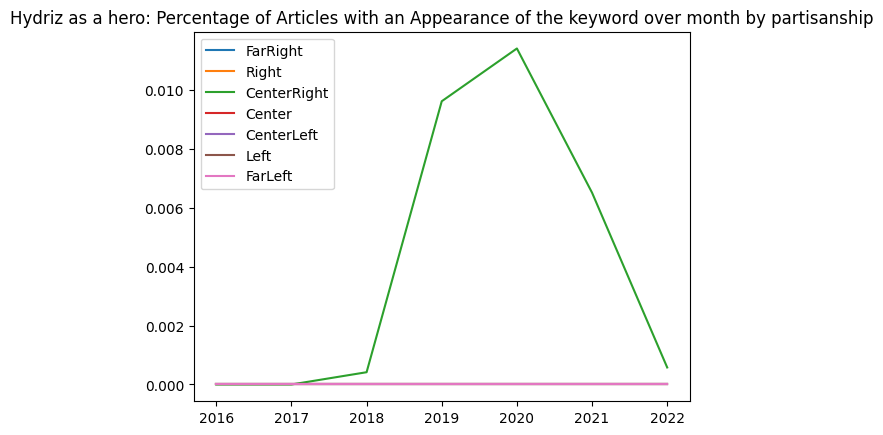 Hydriz as a hero: Percentage of Articles with an Appearance of the keyword over month by partisanship
FarRight
Right
CenterRight
Center
CenterLeft
Left
FarLeft
0.010
0.008
0.006
0.004
0.002
0.000
2016 2017 2018 2019 2020 2021 2022